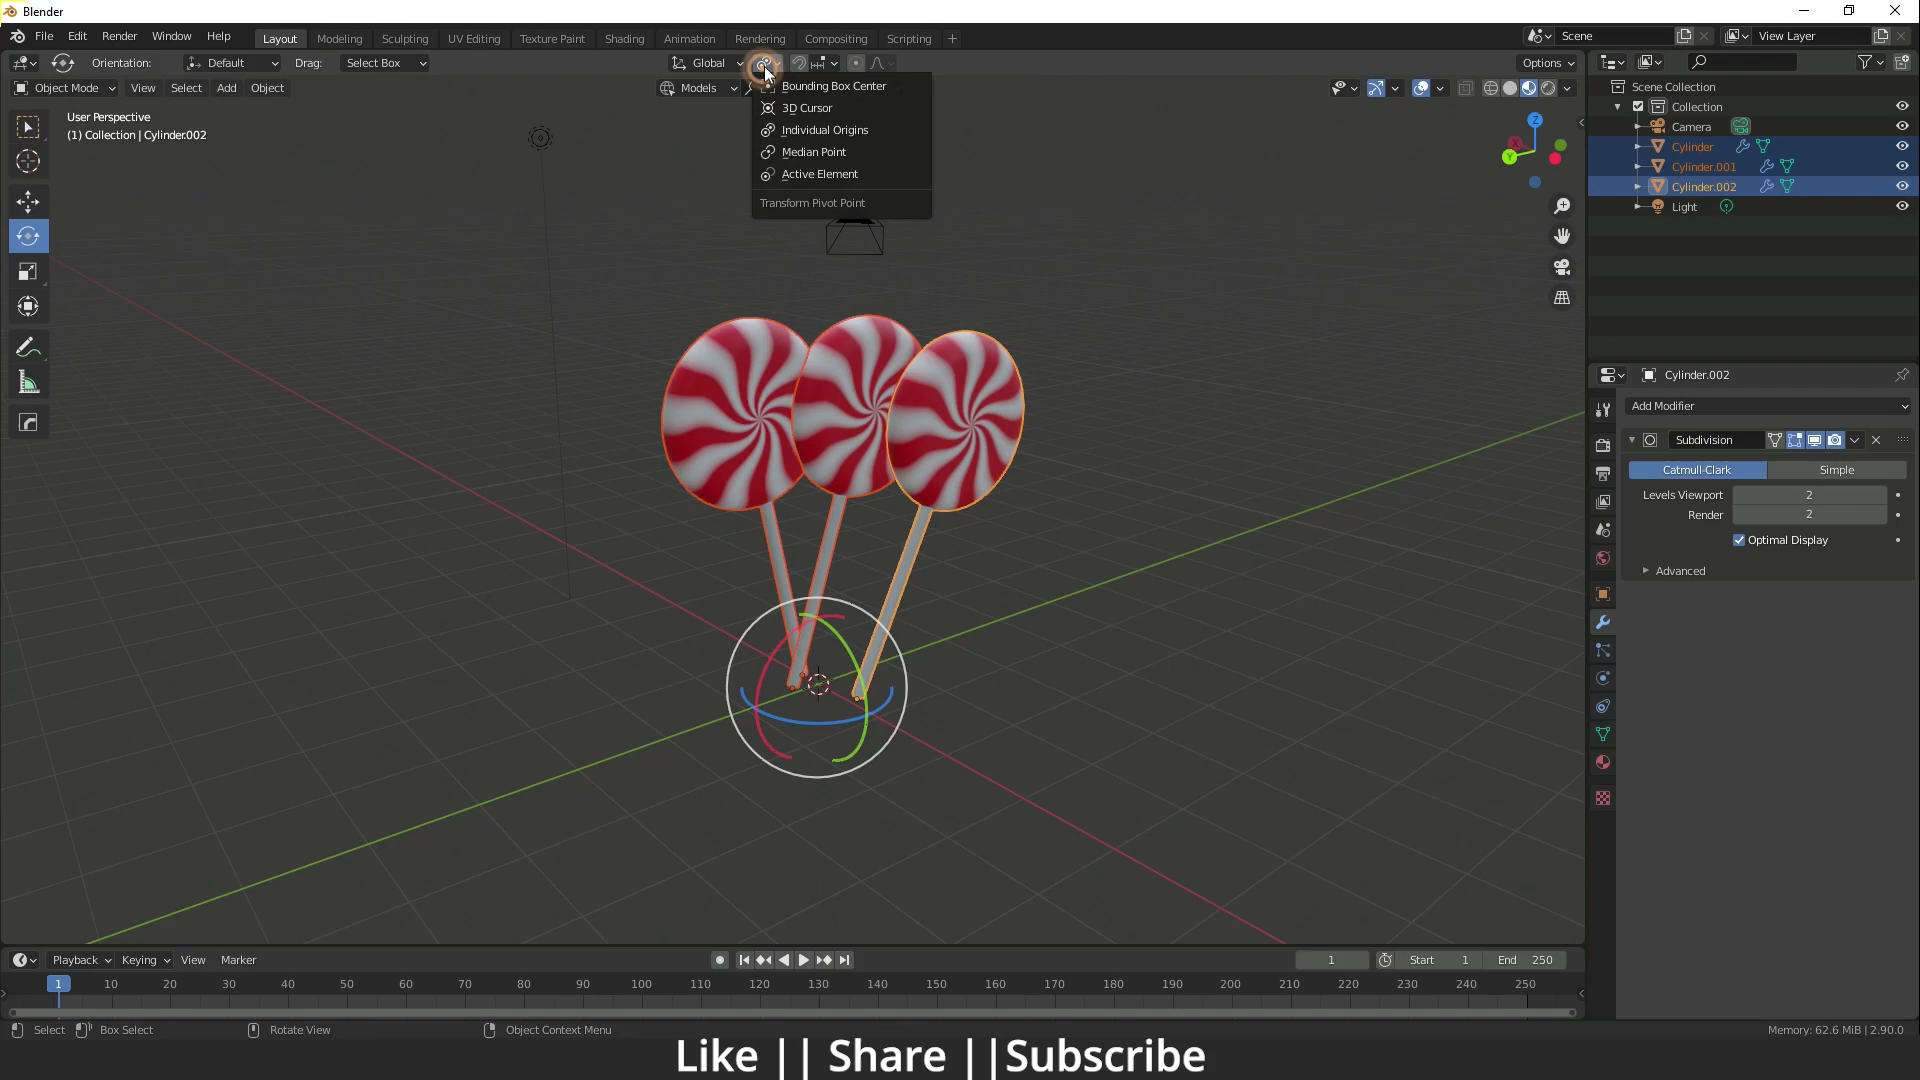 Blender
File Edit Render Window Help
Layout Modeling Sculpting UV Editing Texture Paint Shading Animation Rendering Compositing Scripting +
Scene
View Layer
Orientation: Default Drag: Select Box
Global
Options
Object Mode View Select Add Object
Models
Bounding Box Center
3D Cursor
Individual Origins
Median Point
Active Element
Transform Pivot Point
User Perspective
(1) Collection | Cylinder.002
Z
Y
Scene Collection
Collection
Camera
Cylinder
Cylinder.001
Cylinder.002
Light
Cylinder.002
Add Modifier
Subdivision
Catmull-Clark Simple
Levels Viewport 2
Render 2
Optimal Display
Advanced
Playback Keying View Marker
1 Start 1 End 250
1 10 20 30 40 50 60 70 80 90 100 110 120 130 140 150 160 170 180 190 200 210 220 230 240 250
Select Box Select Rotate View Object Context Menu
Memory: 62.6 MiB | 2.90.0
Like || Share ||Subscribe